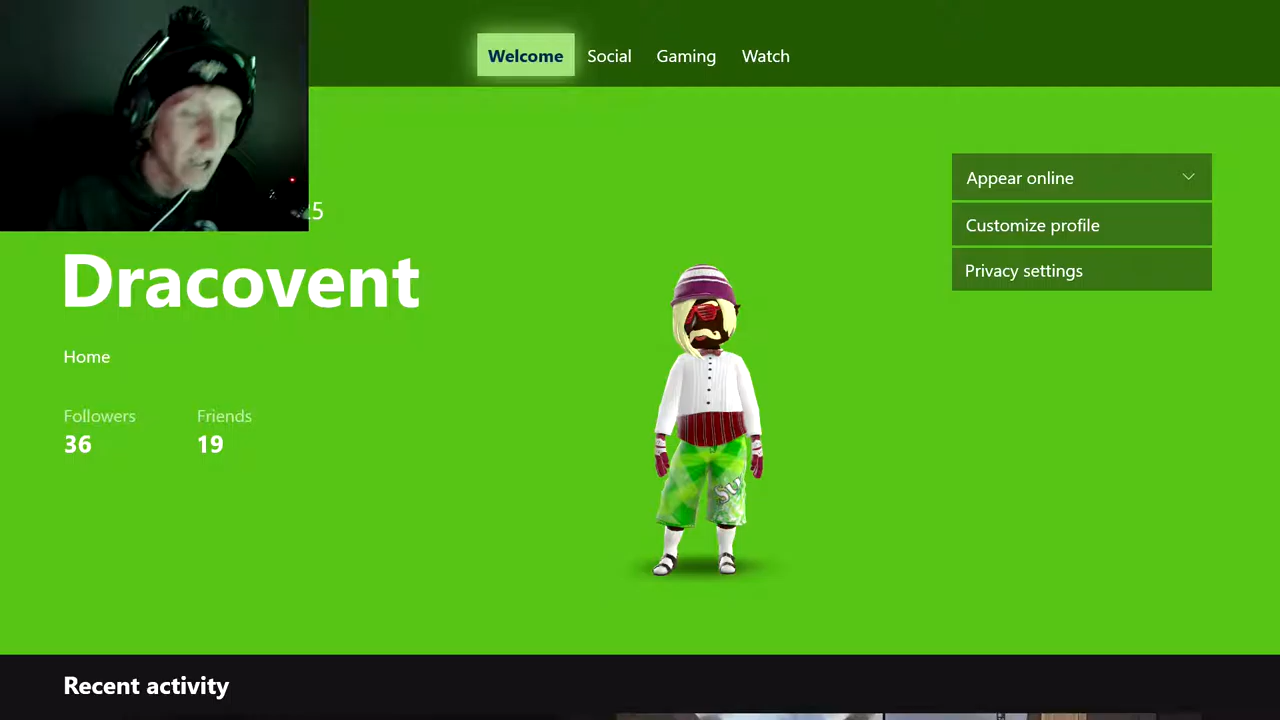 Welcome Social Gaming Watch
Appear online
Customize profile
Privacy settings
Dracovent
Home
Followers Friends
36 19
Recent activity